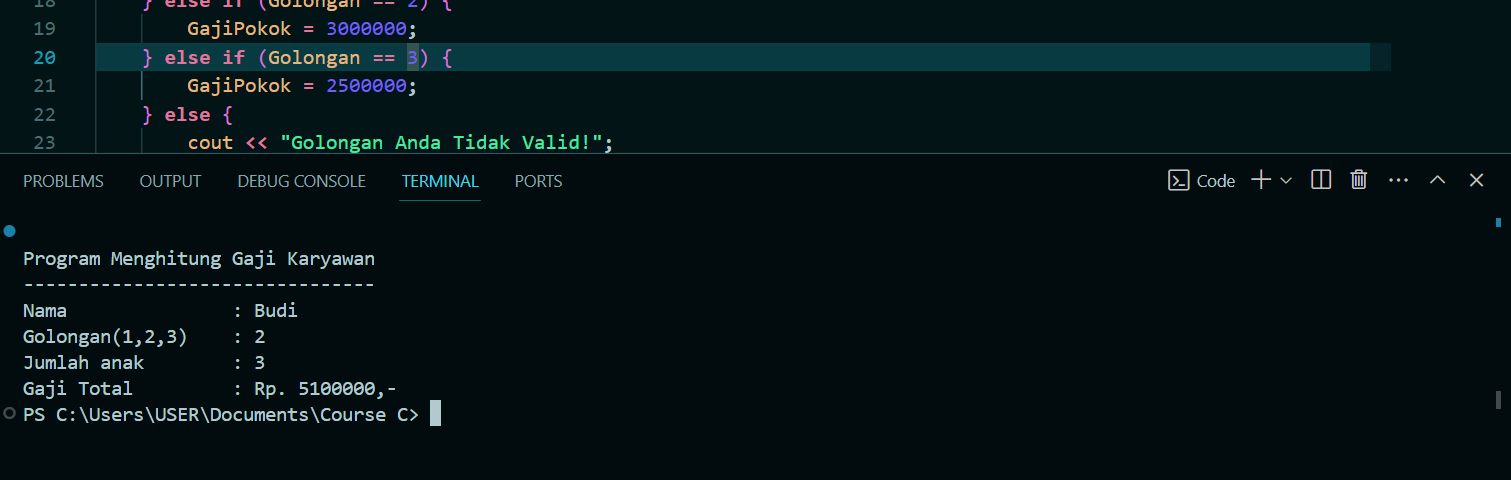 18 } else if (Golongan == 2) {
19 GajiPokok = 3000000;
20 } else if (Golongan == 3) {
21 GajiPokok = 2500000;
22 } else {
23 cout << "Golongan Anda Tidak Valid!";
PROBLEMS OUTPUT DEBUG CONSOLE TERMINAL PORTS Code
Program Menghitung Gaji Karyawan
--------------------------------
Nama : Budi
Golongan(1,2,3) : 2
Jumlah anak : 3
Gaji Total : Rp. 5100000,-
PS C:\Users\USER\Documents\Course C>